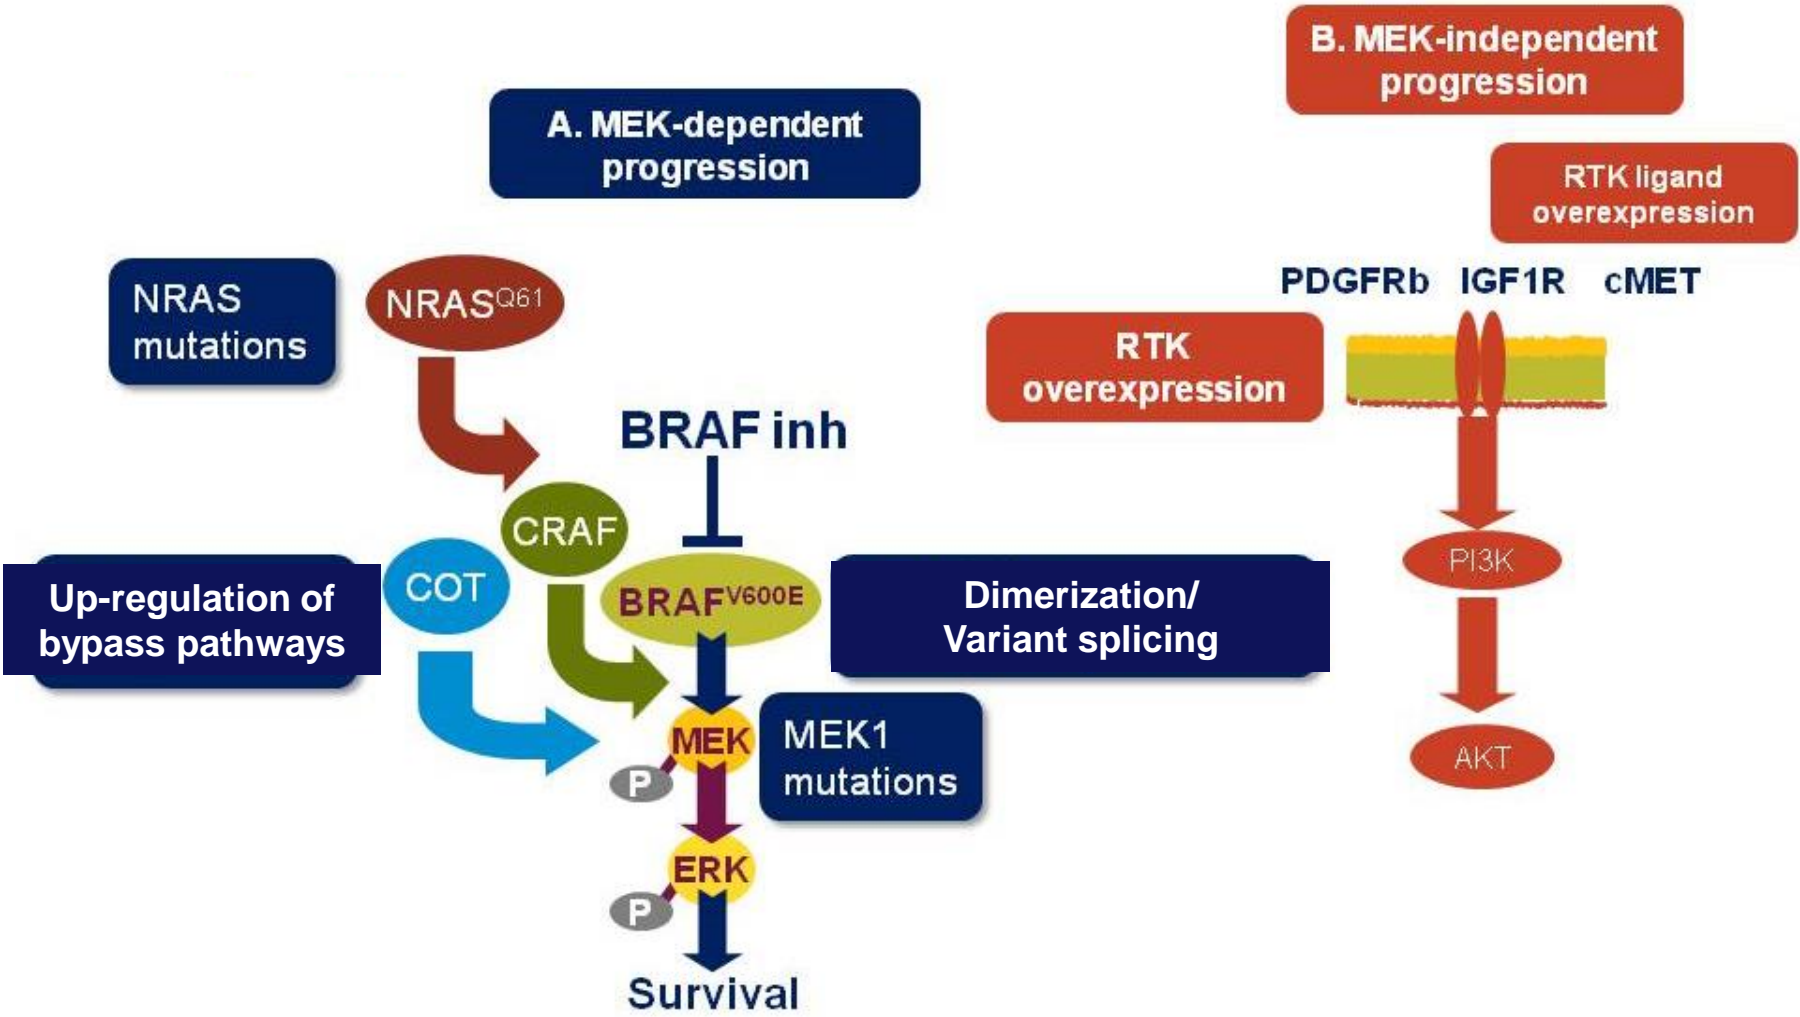 B. MEK-independent
progression
A. MEK-dependent
progression
RTK ligand
overexpression
NRAS
mutations
NRASQ61
PDGFRb IGF1R cMET
RTK
overexpression
BRAF inh
CRAF
COT
Up-regulation of
bypass pathways
BRAFV600E
Dimerization/
Variant splicing
PI3K
MEK
P
MEK1
mutations
AKT
ERK
P
Survival